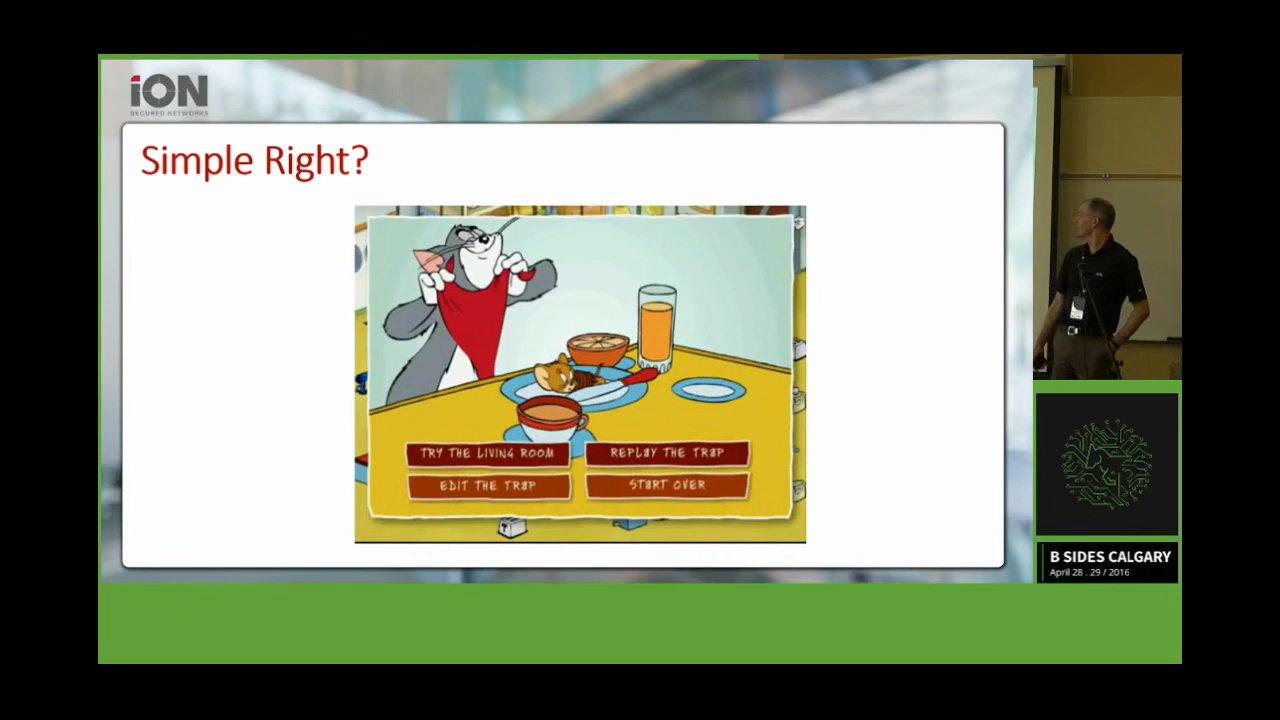 iON
SECURED NETWORKS
Simple Right?
TRY THE LIVING ROOM
REPLAY THE TRAP
EDIT THE TRAP
START OVER
B SIDES CALGARY
April 28 . 29 / 2016